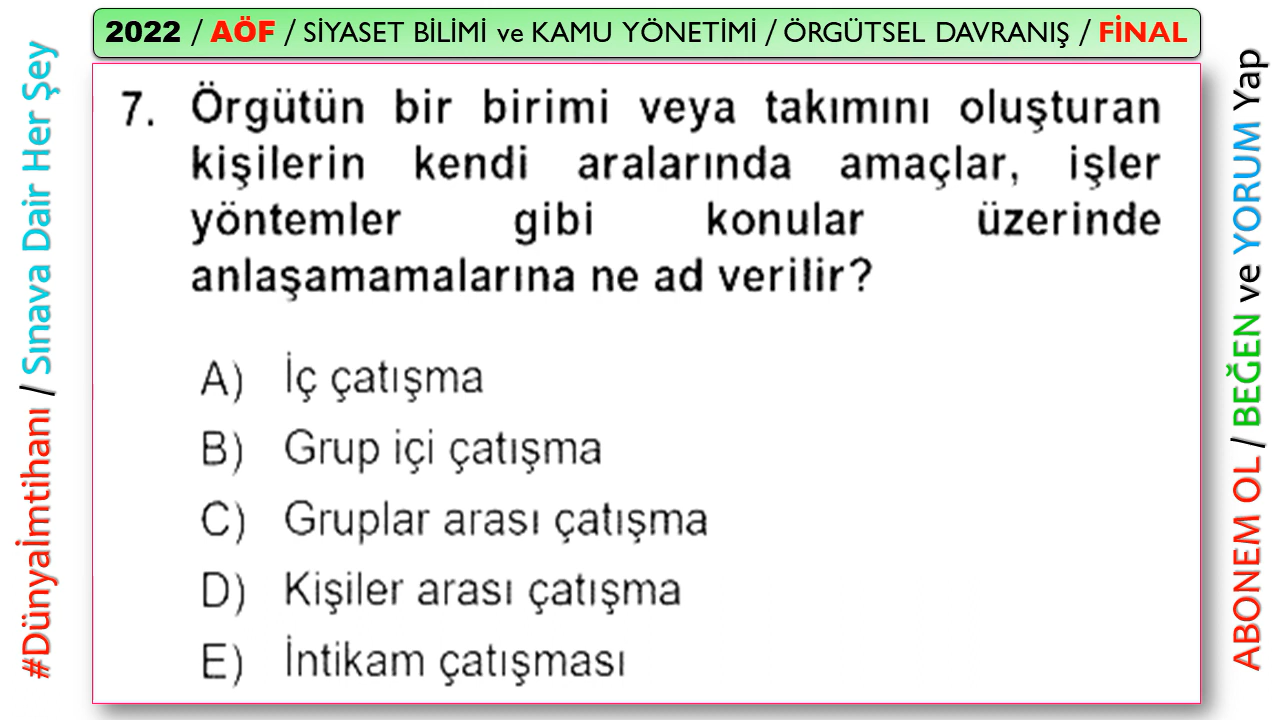 2022 / AÖF / SİYASET BİLİMİ ve KAMU YÖNETİMİ / ÖRGÜTSEL DAVRANIŞ / FİNAL
#Dünyaİmtihanı / Sınava Dair Her Şey
7. Örgütün bir birimi veya takımını oluşturan
kişilerin kendi aralarında amaçlar, işler
yöntemler gibi konular üzerinde
anlaşamamalarına ne ad verilir?
A) İç çatışma
B) Grup içi çatışma
C) Gruplar arası çatışma
D) Kişiler arası çatışma
E) İntikam çatışması
ABONEM OL / BEĞEN ve YORUM Yap